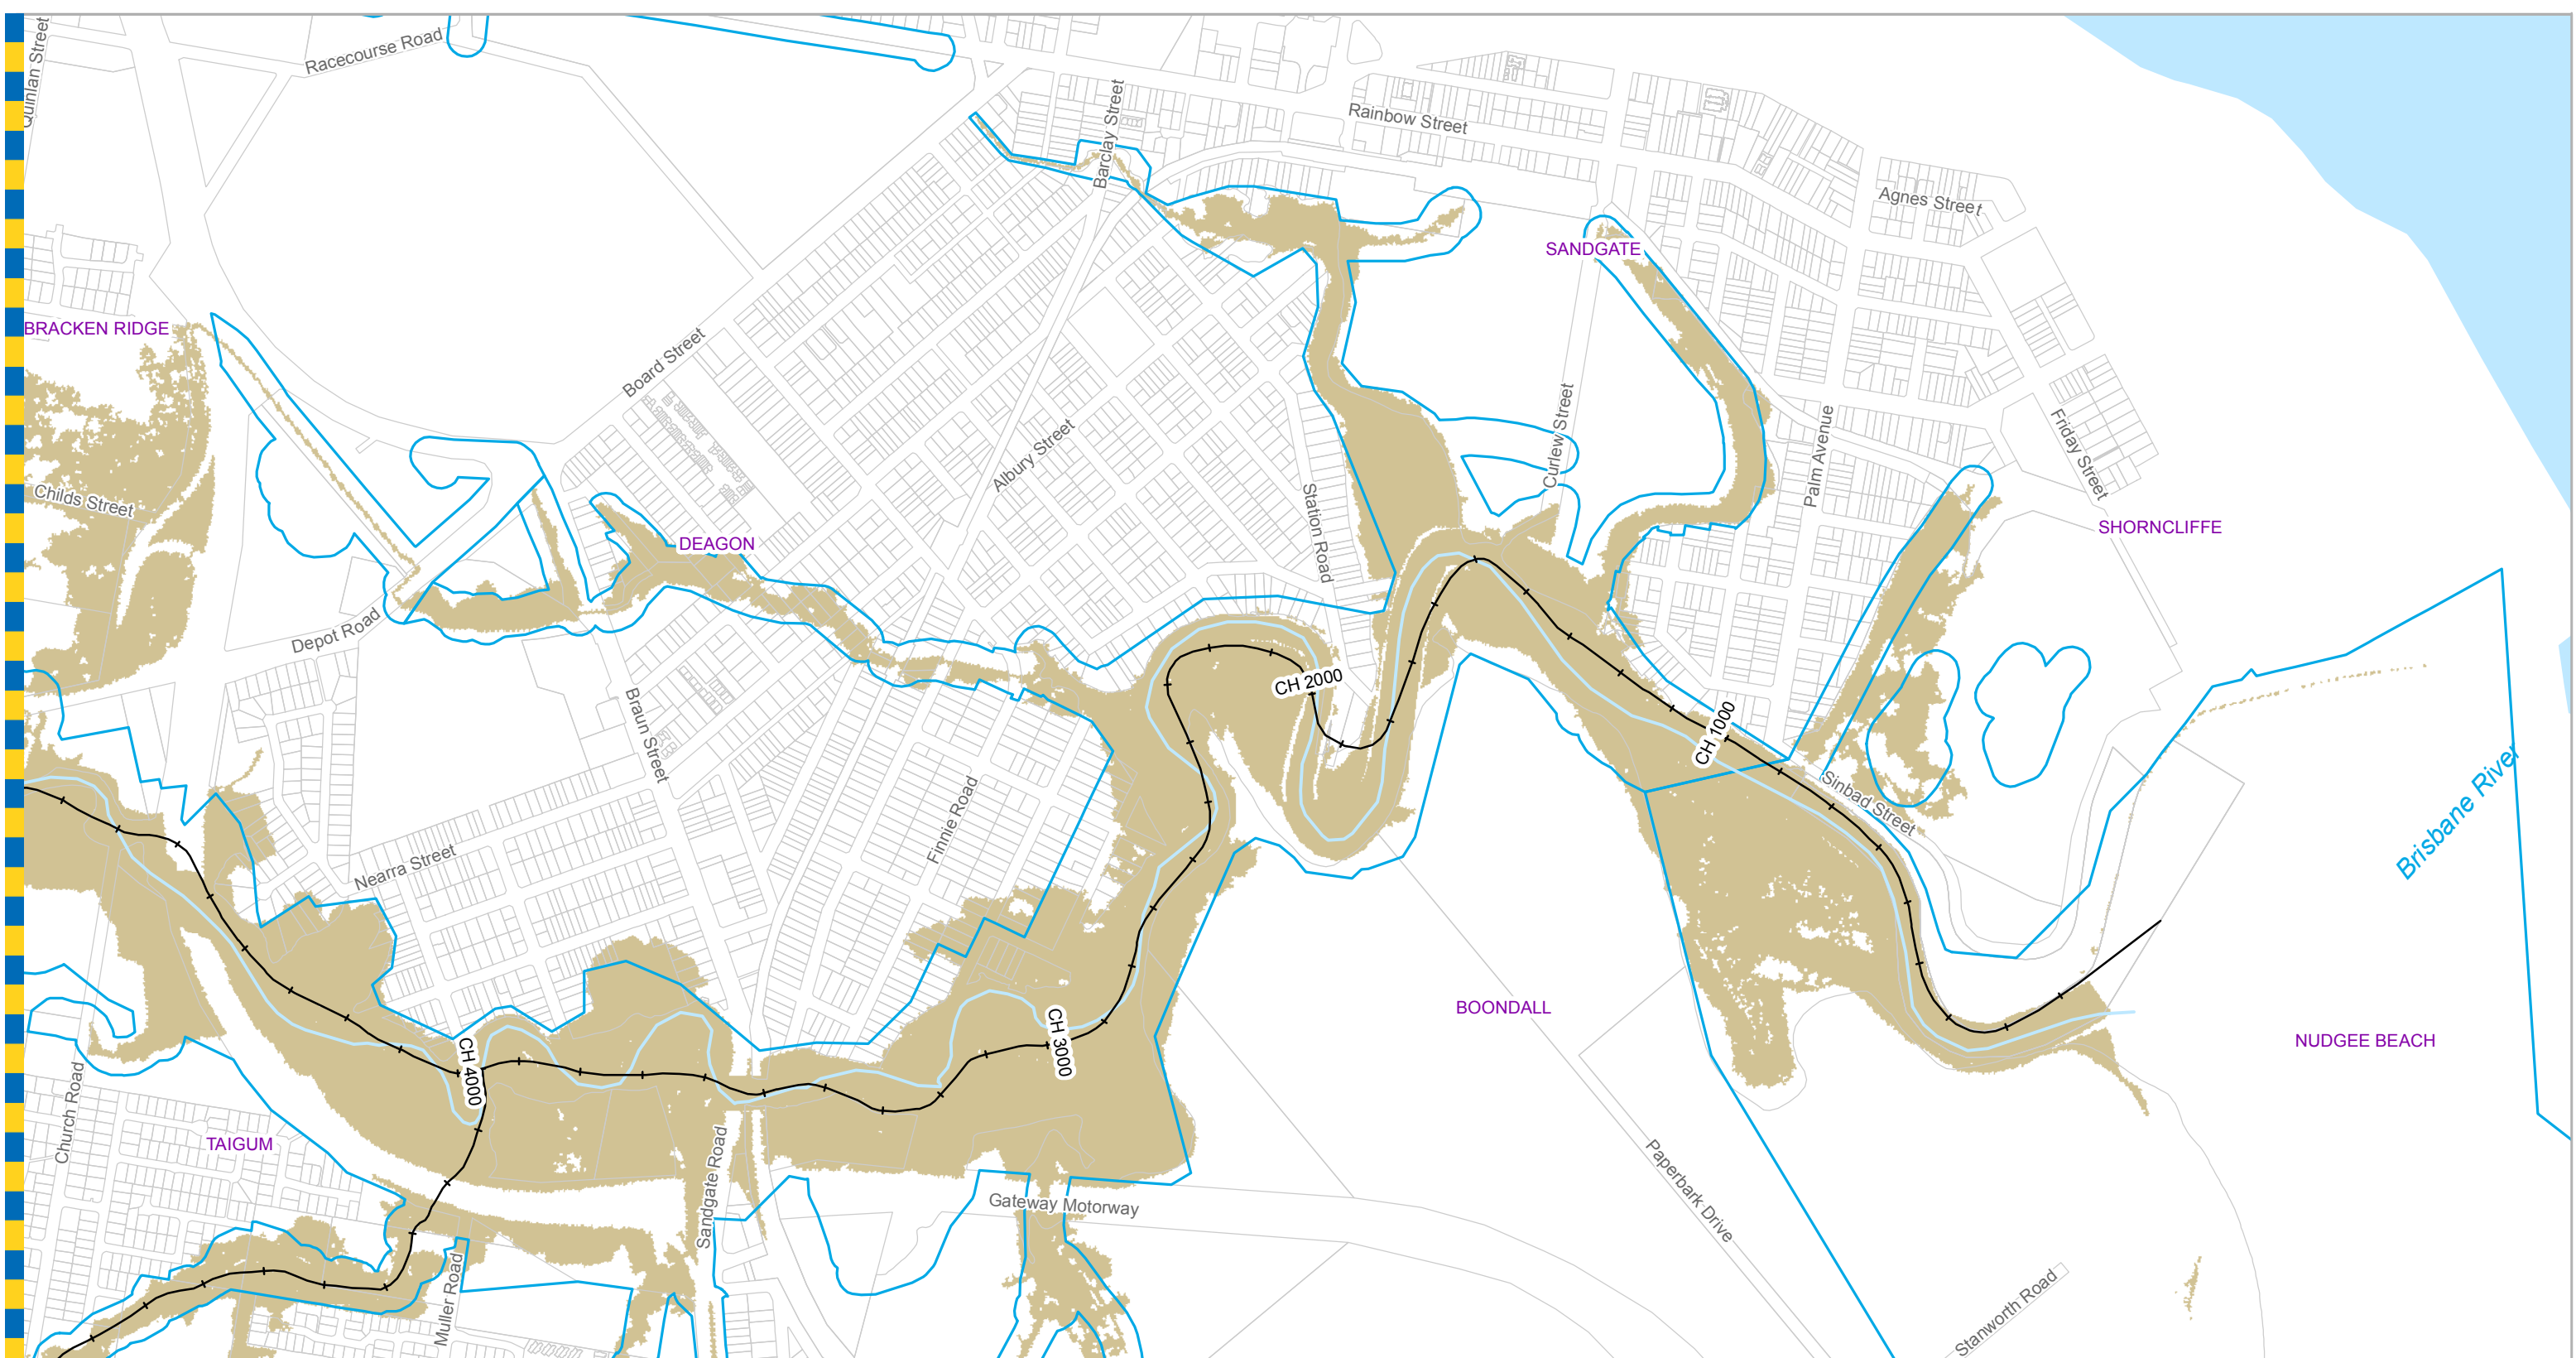 Quinlan Street
Racecourse Road
Barclay Street
Rainbow Street
Agnes Street
SANDGATE
BRACKEN RIDGE
Board Street
Albury Street
Curlew Street
Palm Avenue
Friday Street
Childs Street
Station Road
SHORNCLIFFE
DEAGON
Depot Road
CH 2000
Braun Street
CH 1000
Sinbad Street
Brisbane River
Finnie Road
Nearra Street
BOONDALL
CH 3000
NUDGEE BEACH
CH 4000
Church Road
TAIGUM
Sandgate Road
Paperbark Drive
Gateway Motorway
Muller Road
Stanworth Road